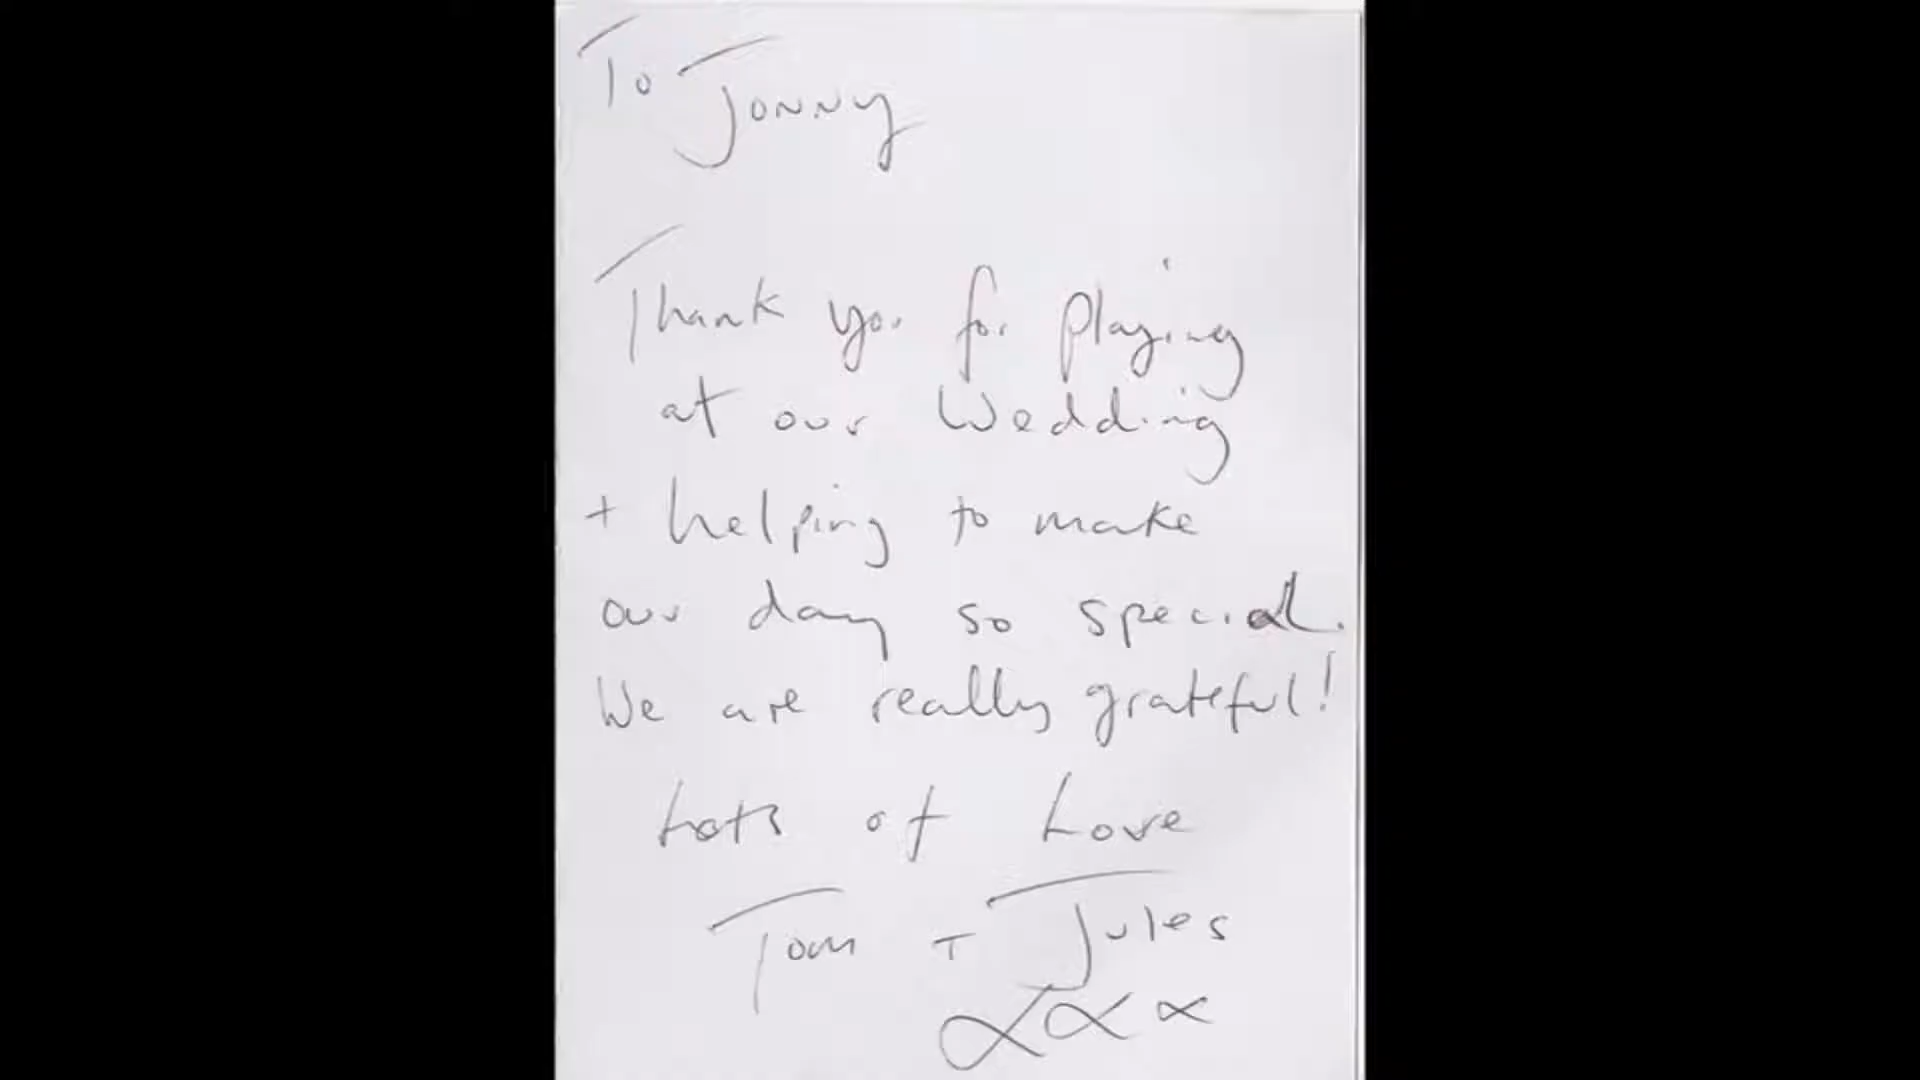 To Jonny
Thank you for playing
at our Wedding
+ helping to make
our day so special.
We are really grateful!
Lots of Love
Tom + Jules
xxx